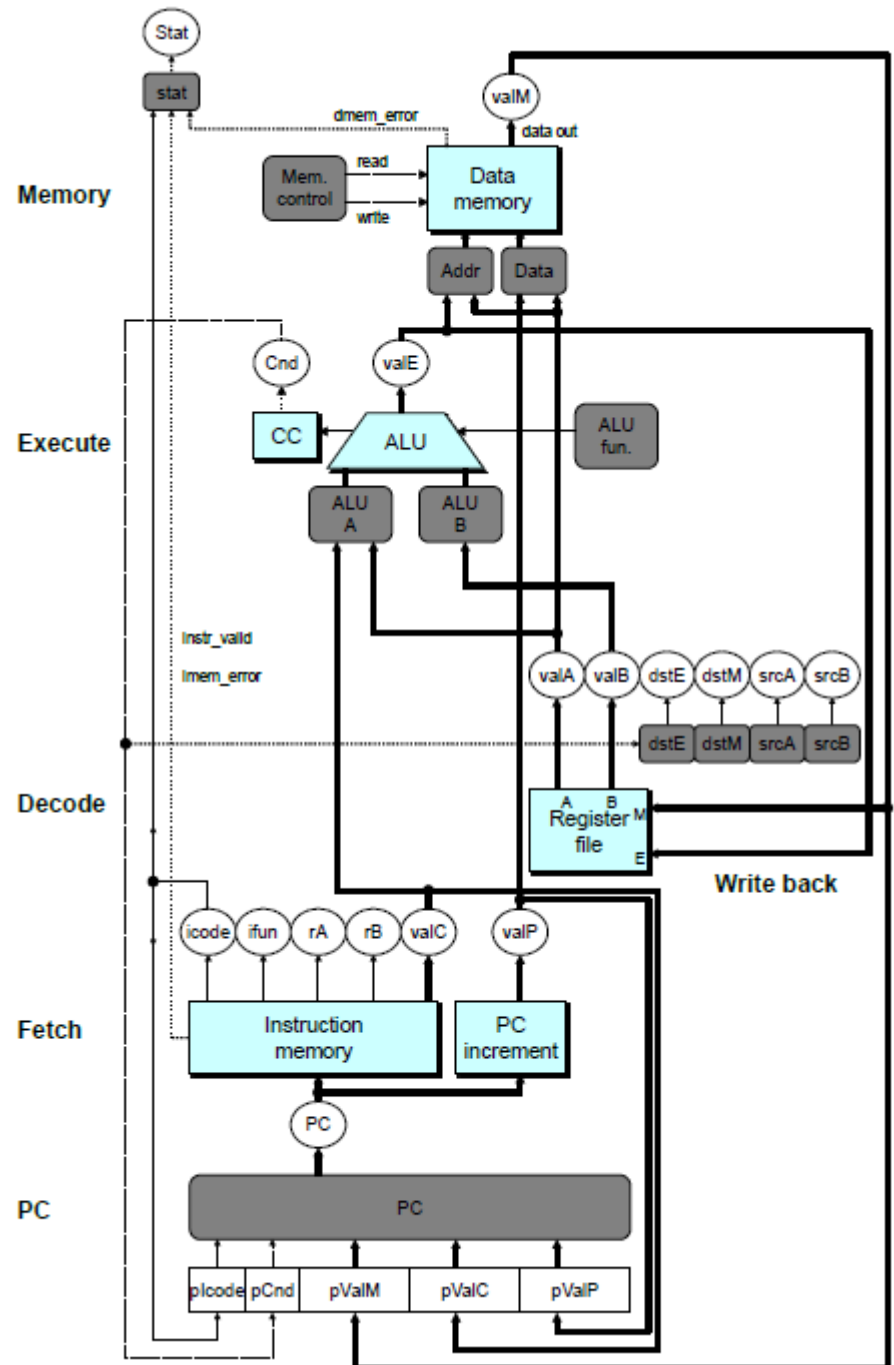 Stat
stat
valM
dmem_error
data out
Memory
Mem.
control
read
write
Data
memory
Addr
Data
Cnd
valE
Execute
CC
ALU
ALU
fun.
ALU
A
ALU
B
Instr_valid
Imem_error
valA
valB
dstE
dstM
srcA
srcB
dstE
dstM
srcA
srcB
Decode
A
B
M
Register
file
E
Write back
icode
ifun
rA
rB
valC
valP
Fetch
Instruction
memory
PC
increment
PC
PC
PC
pIcode
pCnd
pValM
pValC
pValP